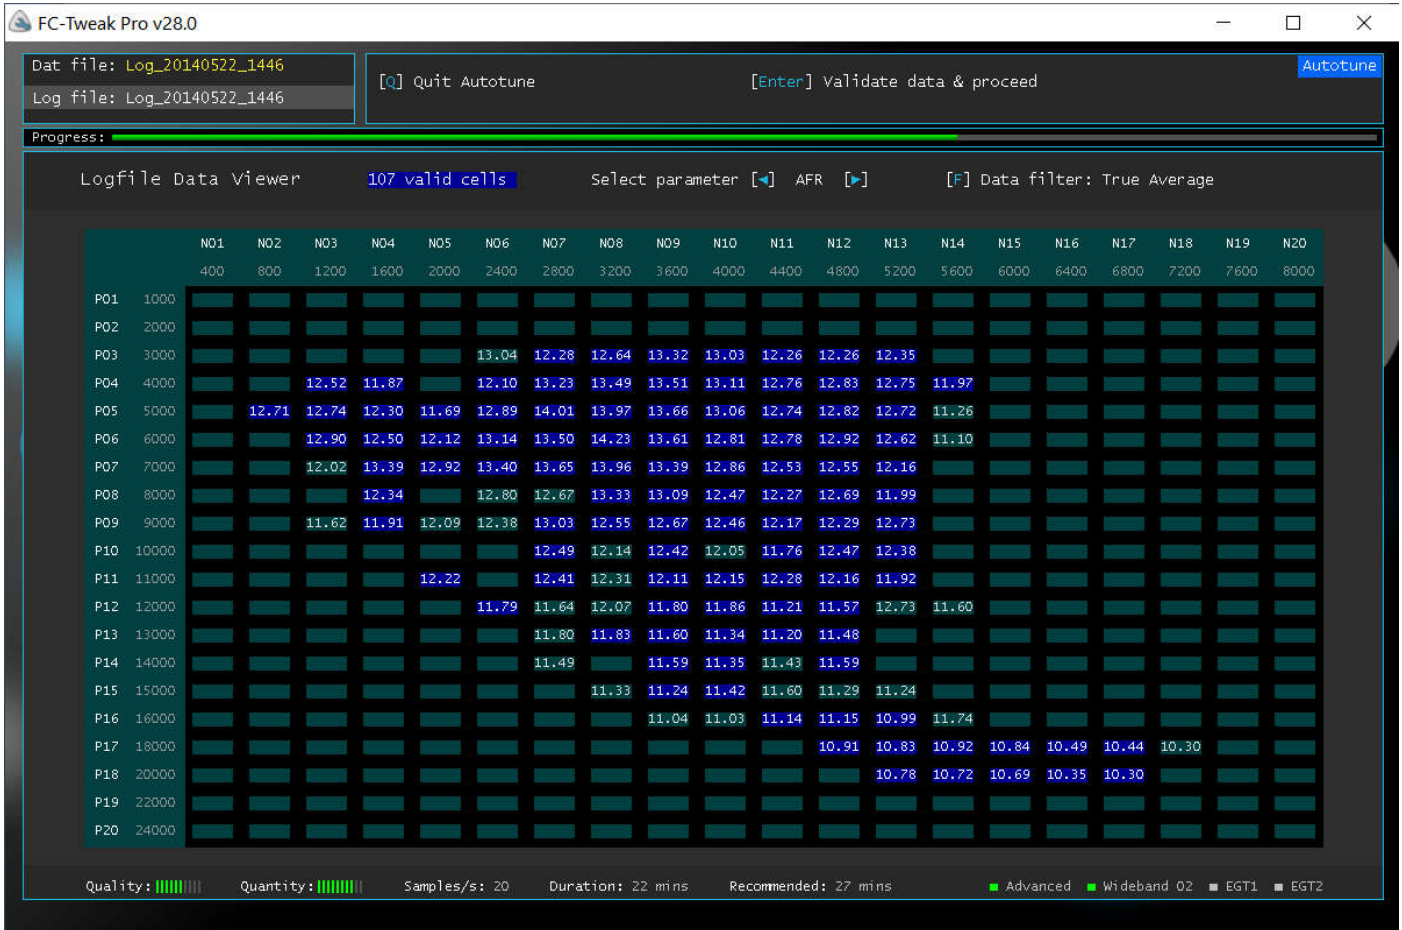 FC-Tweak Pro v28.0
Dat file: Log_20140522_1446
Log file: Log_20140522_1446
[Q] Quit Autotune
[Enter] Validate data & proceed
Autotune
Progress:
Logfile Data Viewer 107 valid cells Select parameter [◄] AFR [►] [F] Data filter: True Average
N01 N02 N03 N04 N05 N06 N07 N08 N09 N10 N11 N12 N13 N14 N15 N16 N17 N18 N19 N20
400 800 1200 1600 2000 2400 2800 3200 3600 4000 4400 4800 5200 5600 6000 6400 6800 7200 7600 8000
P01 1000
P02 2000
P03 3000 13.04 12.28 12.64 13.32 13.03 12.26 12.26 12.35
P04 4000 12.52 11.87 12.10 13.23 13.49 13.51 13.11 12.76 12.83 12.75 11.97
P05 5000 12.71 12.74 12.30 11.69 12.89 14.01 13.97 13.66 13.06 12.74 12.82 12.72 11.26
P06 6000 12.90 12.50 12.12 13.14 13.50 14.23 13.61 12.81 12.78 12.92 12.62 11.10
P07 7000 12.02 13.39 12.92 13.40 13.65 13.96 13.39 12.86 12.53 12.55 12.16
P08 8000 12.34 12.80 12.67 13.33 13.09 12.47 12.27 12.69 11.99
P09 9000 11.62 11.91 12.09 12.38 13.03 12.55 12.67 12.46 12.17 12.29 12.73
P10 10000 12.49 12.14 12.42 12.05 11.76 12.47 12.38
P11 11000 12.22 12.41 12.31 12.11 12.15 12.28 12.16 11.92
P12 12000 11.79 11.64 12.07 11.80 11.86 11.21 11.57 12.73 11.60
P13 13000 11.80 11.83 11.60 11.34 11.20 11.48
P14 14000 11.49 11.59 11.35 11.43 11.59
P15 15000 11.33 11.24 11.42 11.60 11.29 11.24
P16 16000 11.04 11.03 11.14 11.15 10.99 11.74
P17 18000 10.91 10.83 10.92 10.84 10.49 10.44 10.30
P18 20000 10.78 10.72 10.69 10.35 10.30
P19 22000
P20 24000
Quality: Quantity: Samples/s: 20 Duration: 22 mins Recommended: 27 mins Advanced Wideband O2 EGT1 EGT2